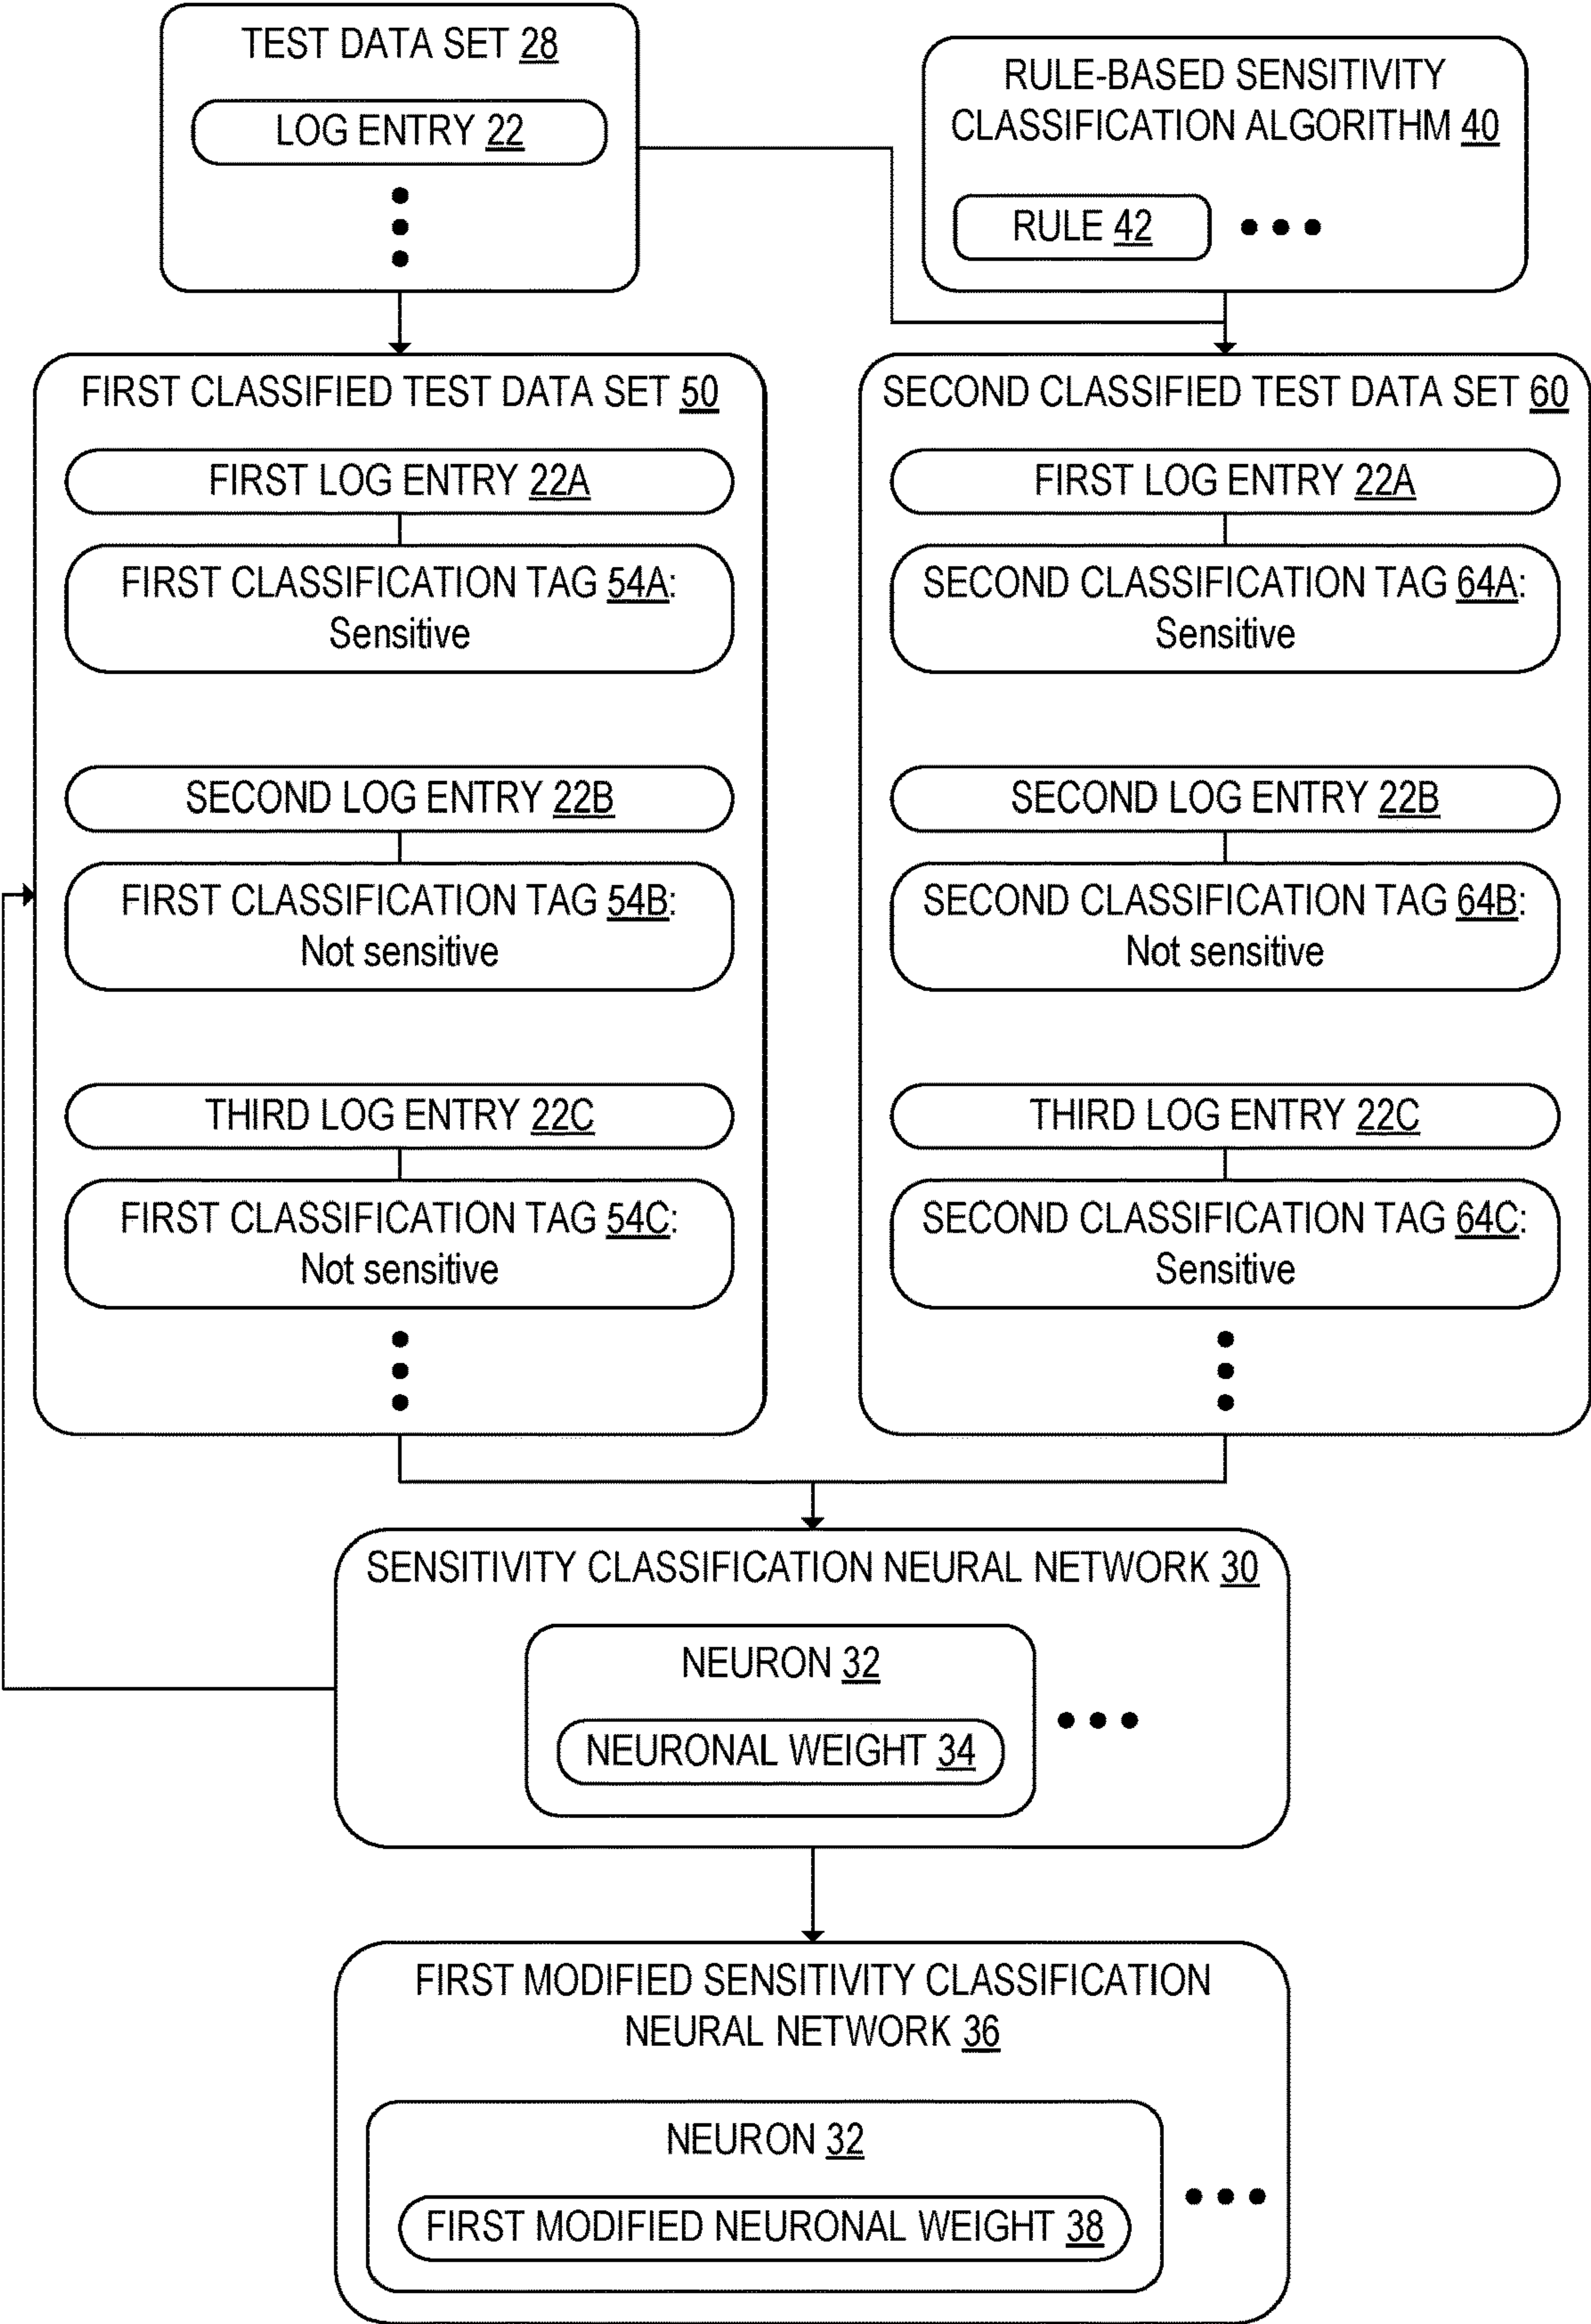 TEST DATA SET 28
LOG ENTRY 22
RULE-BASED SENSITIVITY
CLASSIFICATION ALGORITHM 40
RULE 42
FIRST CLASSIFIED TEST DATA SET 50
FIRST LOG ENTRY 22A
FIRST CLASSIFICATION TAG 54A:
Sensitive
SECOND LOG ENTRY 22B
FIRST CLASSIFICATION TAG 54B:
Not sensitive
THIRD LOG ENTRY 22C
FIRST CLASSIFICATION TAG 54C:
Not sensitive
SECOND CLASSIFIED TEST DATA SET 60
FIRST LOG ENTRY 22A
SECOND CLASSIFICATION TAG 64A:
Sensitive
SECOND LOG ENTRY 22B
SECOND CLASSIFICATION TAG 64B:
Not sensitive
THIRD LOG ENTRY 22C
SECOND CLASSIFICATION TAG 64C:
Sensitive
SENSITIVITY CLASSIFICATION NEURAL NETWORK 30
NEURON 32
NEURONAL WEIGHT 34
FIRST MODIFIED SENSITIVITY CLASSIFICATION
NEURAL NETWORK 36
NEURON 32
FIRST MODIFIED NEURONAL WEIGHT 38